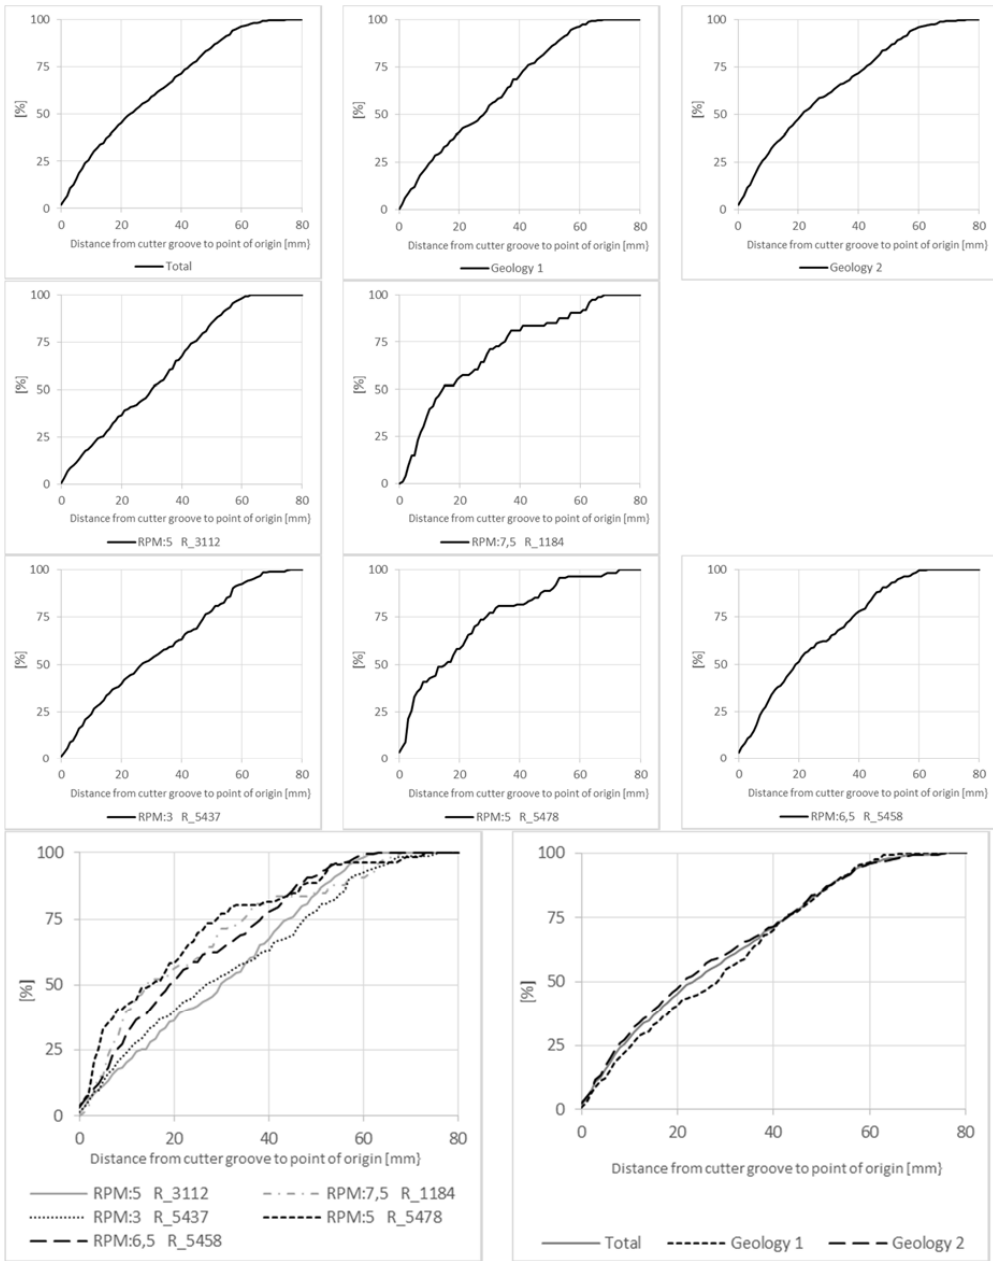 100
75
50
25
0
[%]
0 20 40 60 80
Distance from cutter groove to point of origin [mm}
Total
100
75
50
25
0
[%]
0 20 40 60 80
Distance from cutter groove to point of origin [mm}
Geology 1
100
75
50
25
0
[%]
0 20 40 60 80
Distance from cutter groove to point of origin [mm}
Geology 2
100
75
50
25
0
[%]
0 20 40 60 80
Distance from cutter groove to point of origin [mm}
RPM:5 R_3112
100
75
50
25
0
[%]
0 20 40 60 80
Distance from cutter groove to point of origin [mm}
RPM:7,5 R_1184
100
75
50
25
0
[%]
0 20 40 60 80
Distance from cutter groove to point of origin [mm}
RPM:3 R_5437
100
75
50
25
0
[%]
0 20 40 60 80
Distance from cutter groove to point of origin [mm}
RPM:5 R_5478
100
75
50
25
0
[%]
0 20 40 60 80
Distance from cutter groove to point of origin [mm}
RPM:6,5 R_5458
100
75
50
25
0
[%]
0 20 40 60 80
Distance from cutter groove to point of origin [mm]
RPM:5 R_3112 RPM:7,5 R_1184
RPM:3 R_5437 RPM:5 R_5478
RPM:6,5 R_5458
100
75
50
25
0
[%]
0 20 40 60 80
Distance from cutter groove to point of origin [mm]
Total Geology 1 Geology 2